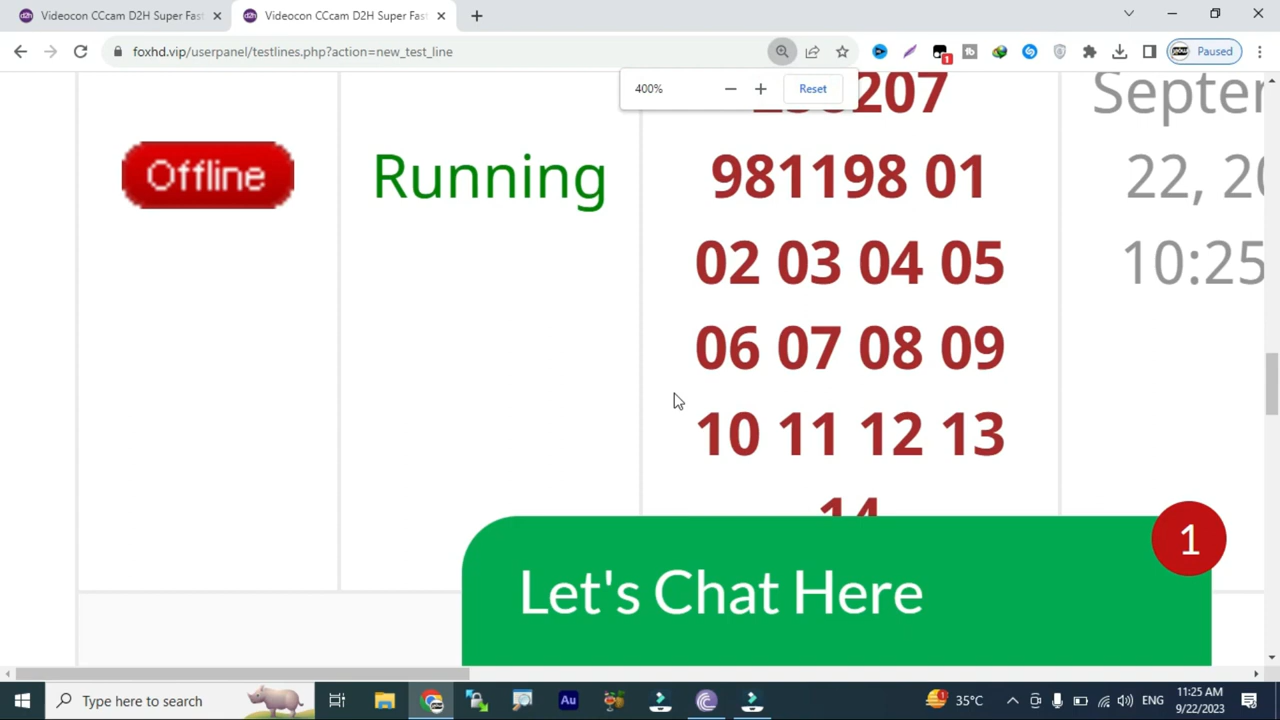 Videocon CCcam D2H Super Fast
Videocon CCcam D2H Super Fast
foxhd.vip/userpanel/testlines.php?action=new_test_line
Paused
400%
Reset
207
Offline
Running
981198 01
02 03 04 05
06 07 08 09
10 11 12 13
14
22, 20
10:25
Let's Chat Here
1
Type here to search
Au
35°C
ENG
11:25 AM
9/22/2023